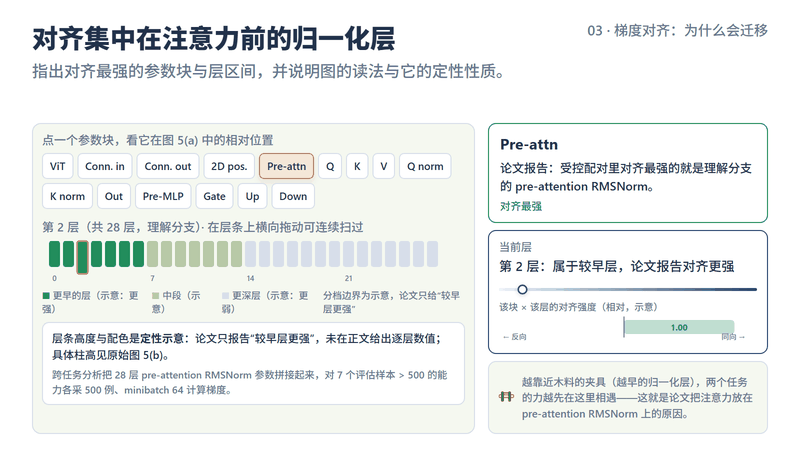 对齐集中在注意力前的归一化层
03 · 梯度对齐：为什么会迁移
指出对齐最强的参数块与层区间，并说明图的读法与它的定性性质。
点一个参数块，看它在图 5(a) 中的相对位置
ViT Conn. in Conn. out 2D pos. Pre-attn Q K V Q norm
K norm Out Pre-MLP Gate Up Down
第 2 层（共 28 层，理解分支）· 在层条上横向拖动可连续扫过
0 7 14 21
更早的层（示意：更强）
中段（示意）
更深层（示意：更弱）
分档边界为示意，论文只给“较早层更强”
层条高度与配色是定性示意：论文只报告“较早层更强”，未在正文给出逐层数值；
具体柱高见原始图 5(b)。
跨任务分析把 28 层 pre-attention RMSNorm 参数拼接起来，对 7 个评估样本 > 500 的能
力各采 500 例、minibatch 64 计算梯度。
Pre-attn
论文报告：受控配对里对齐最强的就是理解分支
的 pre-attention RMSNorm。
对齐最强
当前层
第 2 层：属于较早层，论文报告对齐更强
该块 × 该层的对齐强度（相对，示意）
1.00
←反向 同向→
越靠近木料的夹具（越早的归一化层），两个任务
的力越先在这里相遇——这就是论文把注意力放在
pre-attention RMSNorm 上的原因。